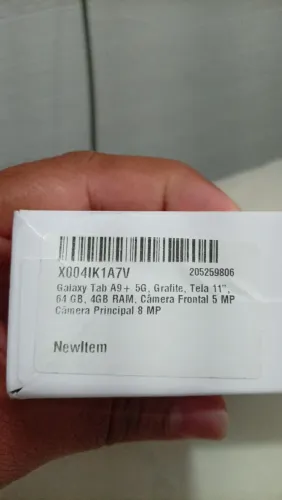 X004IK1A7V 205259806
Galaxy Tab A9+ 5G, Grafite, Tela 11",
64 GB, 4GB RAM, Câmera Frontal 5 MP
Câmera Principal 8 MP
NewItem